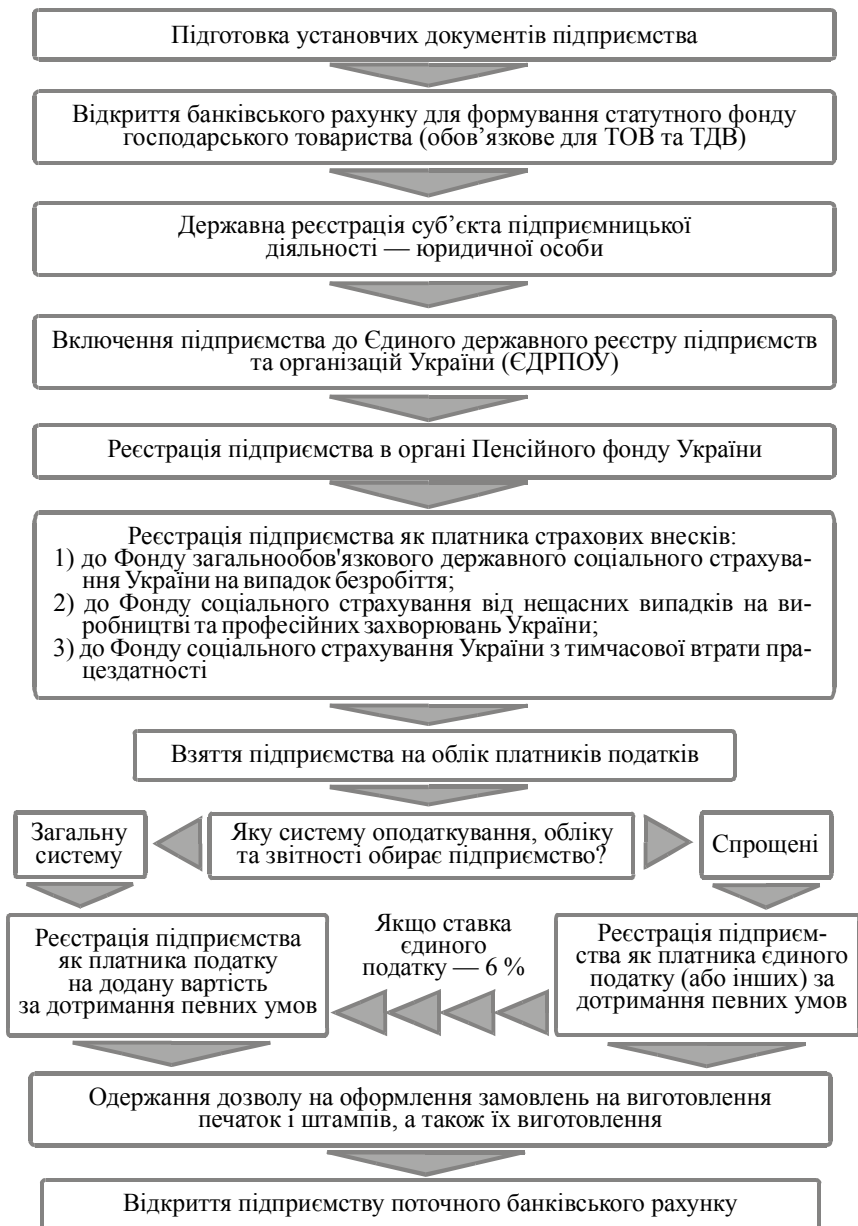 Підготовка установчих документів підприємства
Відкриття банківського рахунку для формування статутного фонду
господарського товариства (обов’язкове для ТОВ та ТДВ)
Державна реєстрація суб’єкта підприємницької
діяльності — юридичної особи
Включення підприємства до Єдиного державного реєстру підприємств
та організацій України (ЄДРПОУ)
Реєстрація підприємства в органі Пенсійного фонду України
Реєстрація підприємства як платника страхових внесків:
1) до Фонду загальнообов'язкового державного соціального страхува-
ння України на випадок безробіття;
2) до Фонду соціального страхування від нещасних випадків на ви-
робництві та професійних захворювань України;
3) до Фонду соціального страхування України з тимчасової втрати пра-
цездатності
Взяття підприємства на облік платників податків
Загальну
систему
Яку систему оподаткування, обліку
та звітності обирає підприємство?
Спрощені
Реєстрація підприємства
як платника податку
на додану вартість
за дотримання певних умов
Якщо ставка
єдиного
податку — 6 %
Реєстрація підприєм-
ства як платника єдиного
податку (або інших) за
дотримання певних умов
Одержання дозволу на оформлення замовлень на виготовлення
печаток і штампів, а також їх виготовлення
Відкриття підприємству поточного банківського рахунку